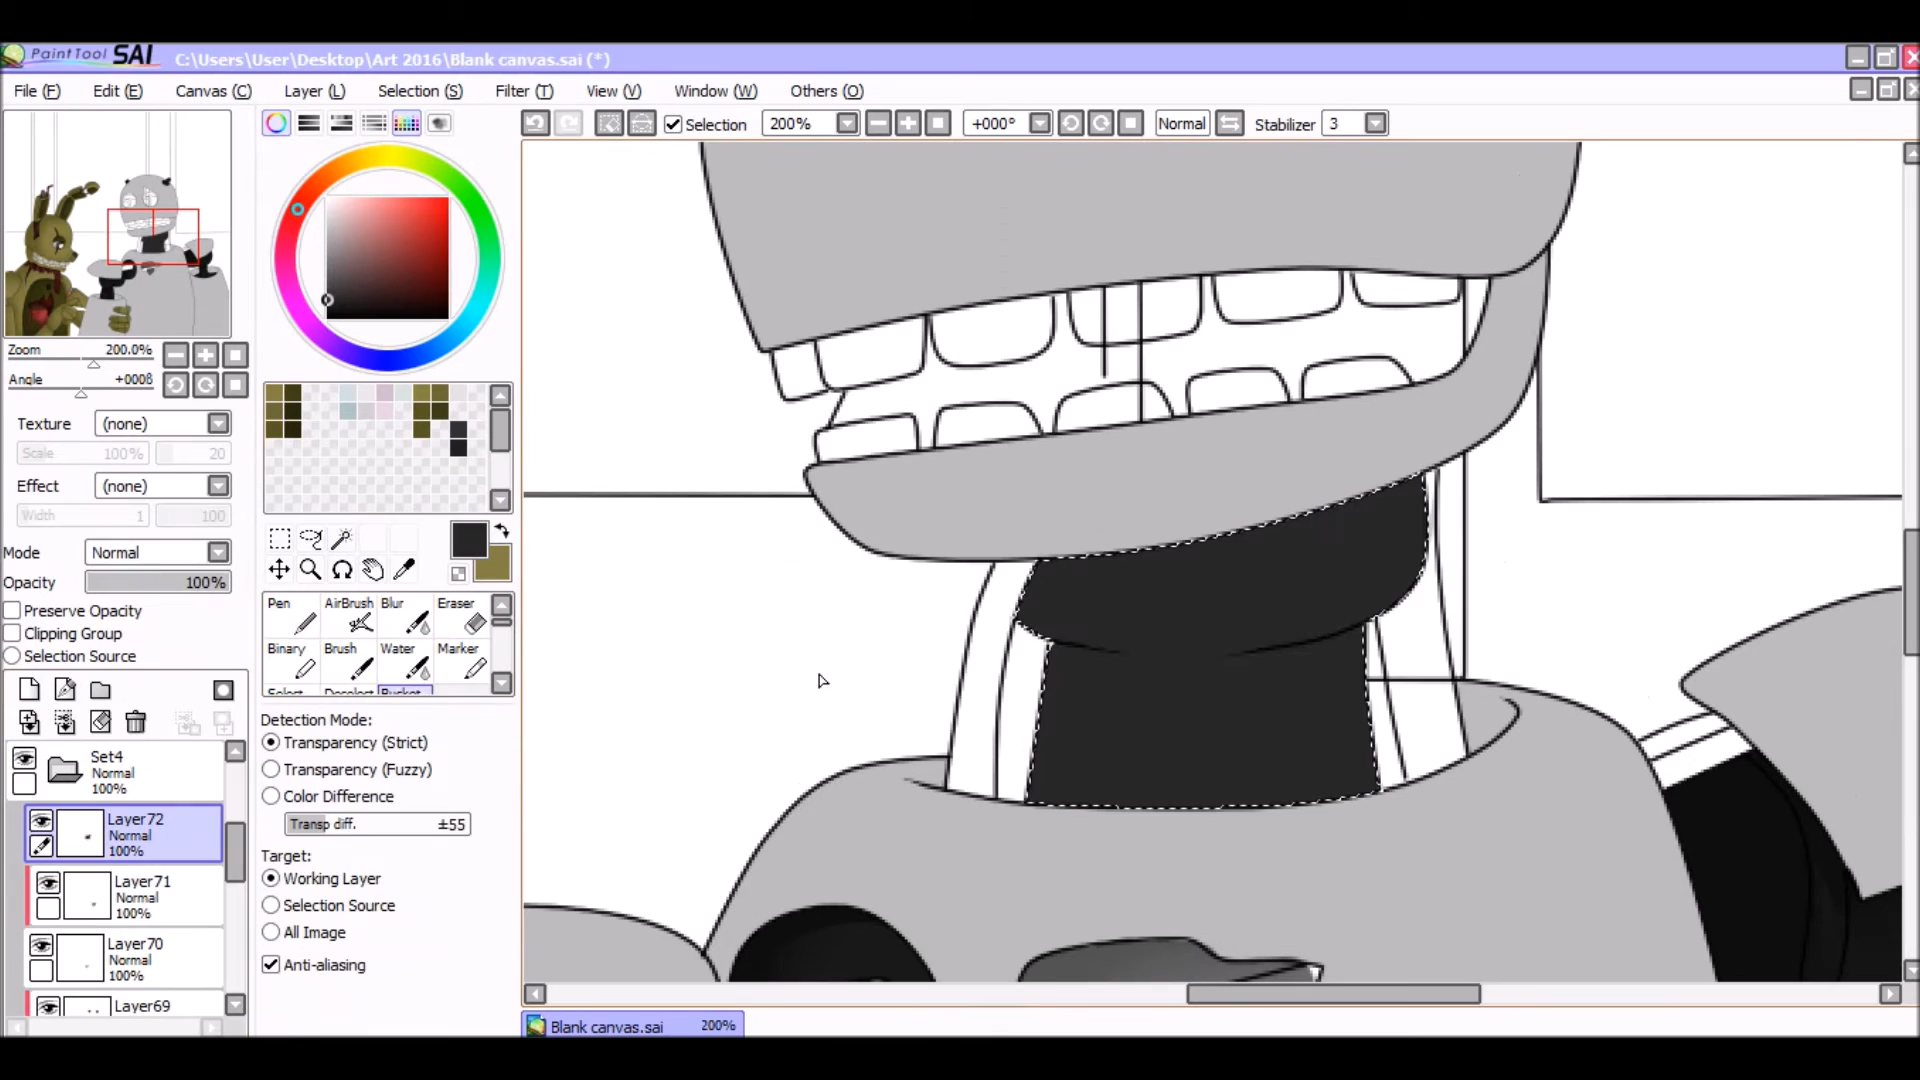 PaintTool SAI C:\Users\User\Desktop\Art 2016\Blank canvas.sai (*)
File (F) Edit (E) Canvas (C) Layer (L) Selection (S) Filter (T) View (V) Window (W) Others (O)
Selection 200% +000° Normal Stabilizer 3
Zoom 200.0%
Angle +000
Texture (none)
Scale 100% 20
Effect (none)
Width 1 100
Mode Normal
Opacity 100%
Preserve Opacity
Clipping Group
Selection Source
Pen AirBrush Blur Eraser
Binary Brush Water Marker
Select Deselect Bucket
Detection Mode:
Transparency (Strict)
Transparency (Fuzzy)
Color Difference
Transp diff. ±55
Target:
Working Layer
Selection Source
All Image
Anti-aliasing
Set4
Normal
100%
Layer72
Normal
100%
Layer71
Normal
100%
Layer70
Normal
100%
Layer69
Blank canvas.sai 200%